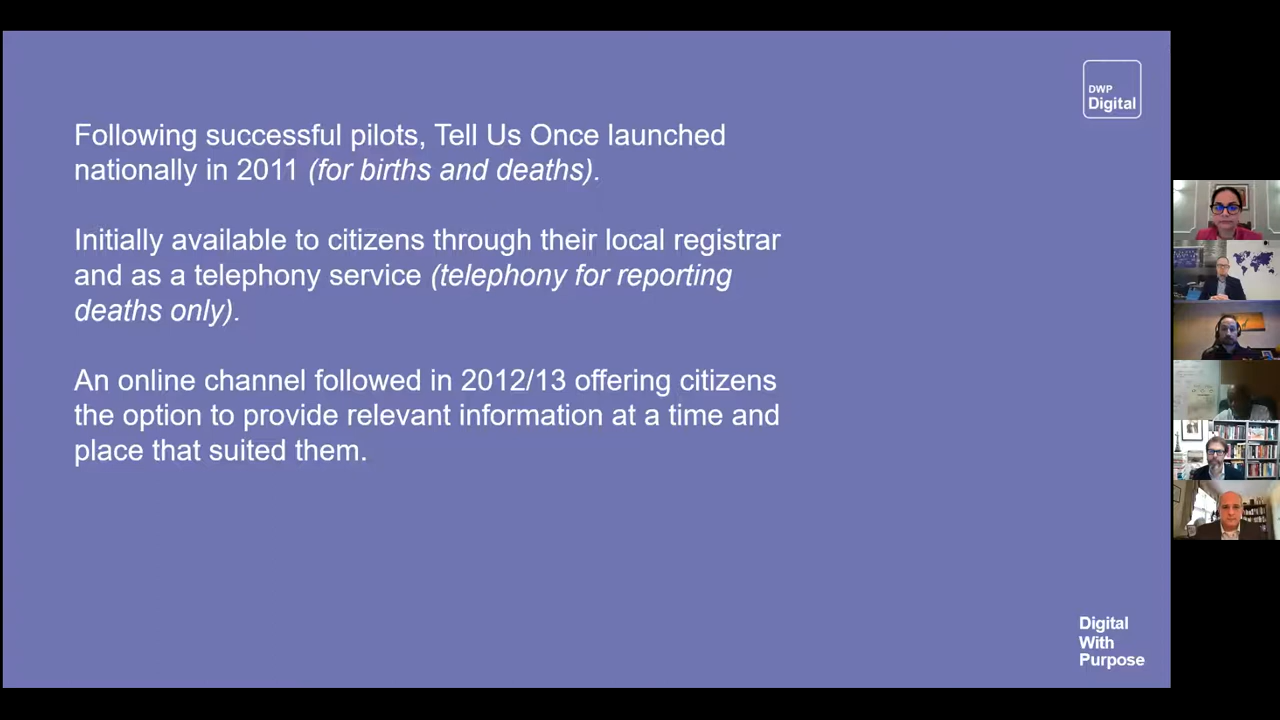 DWP
Digital
Following successful pilots, Tell Us Once launched
nationally in 2011 (for births and deaths).
Initially available to citizens through their local registrar
and as a telephony service (telephony for reporting
deaths only).
An online channel followed in 2012/13 offering citizens
the option to provide relevant information at a time and
place that suited them.
Digital
With
Purpose